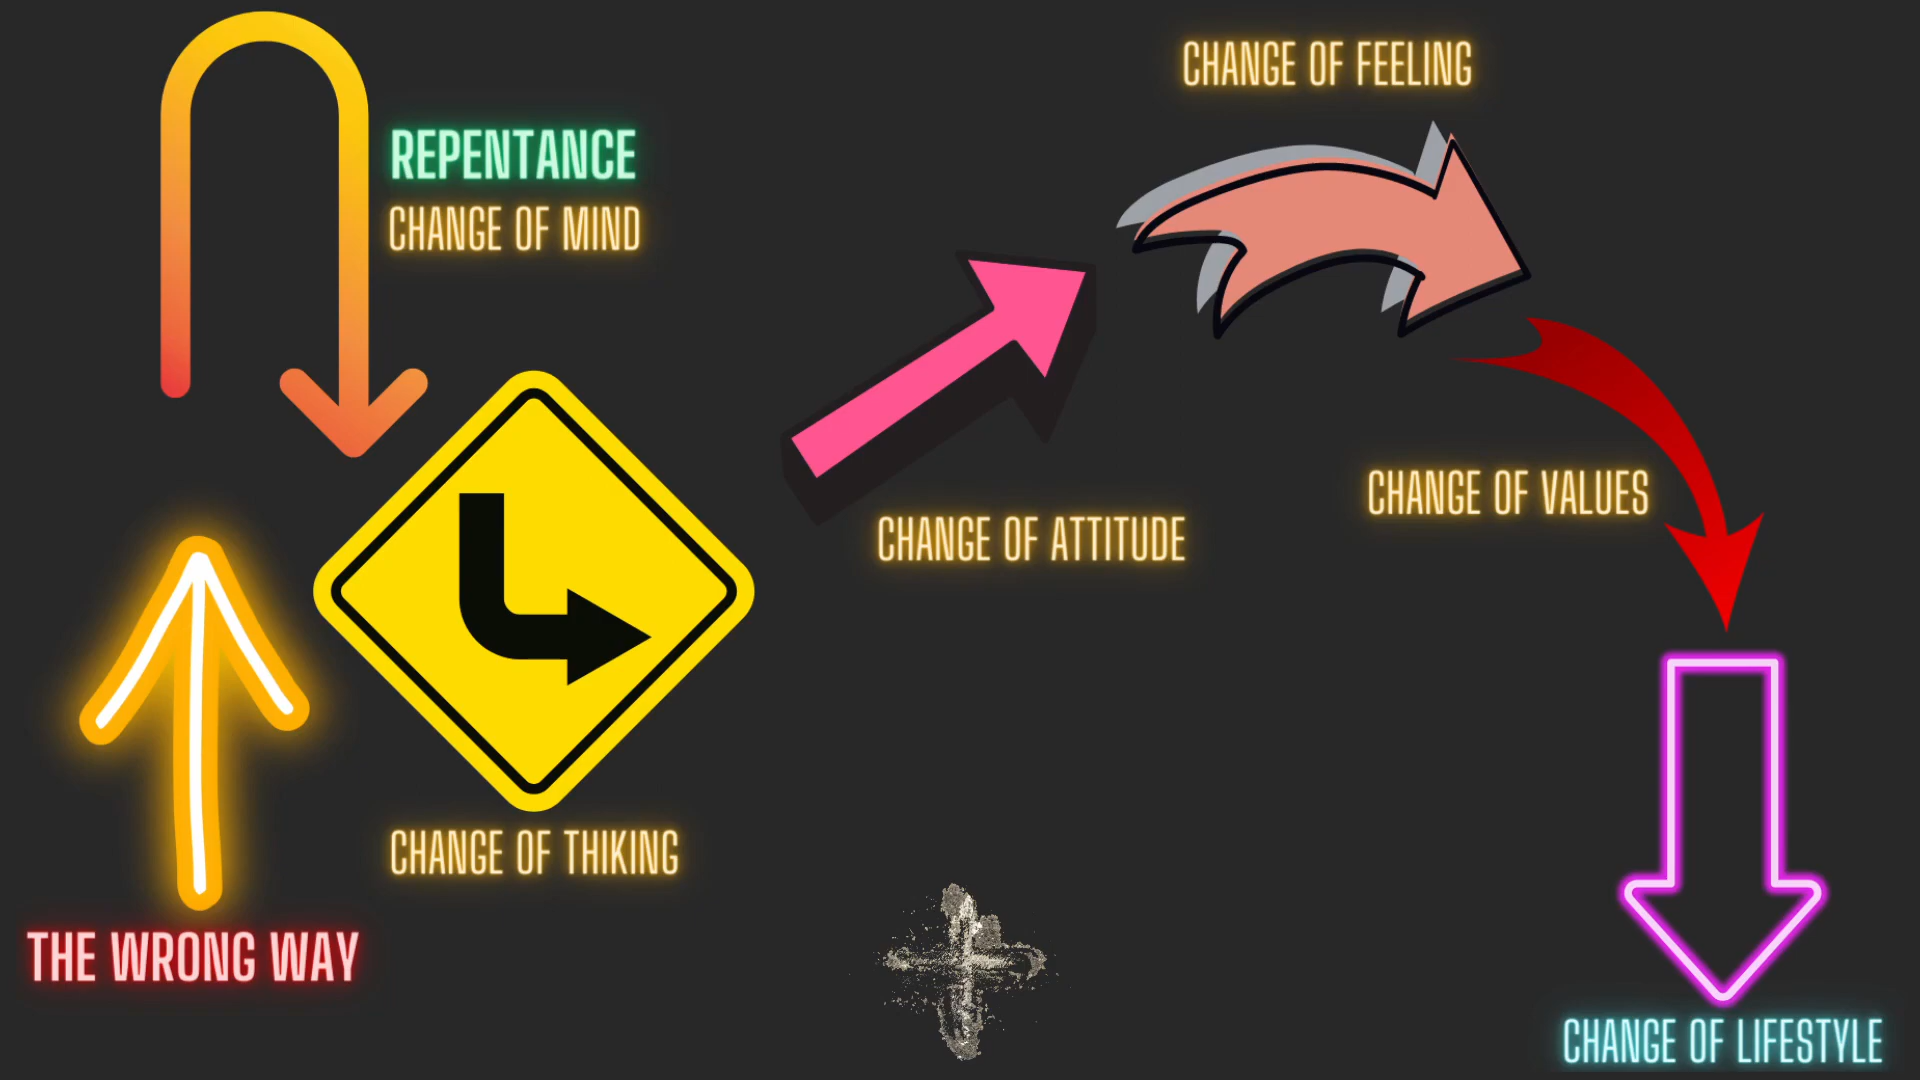 REPENTANCE
CHANGE OF MIND
THE WRONG WAY
CHANGE OF THIKING
CHANGE OF ATTITUDE
CHANGE OF FEELING
CHANGE OF VALUES
CHANGE OF LIFESTYLE